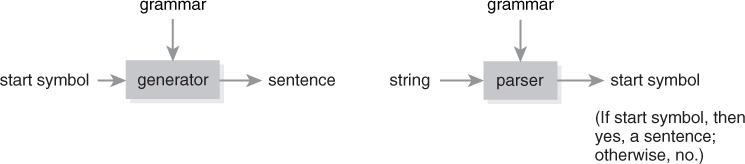 grammar
start symbol
generator
sentence
grammar
string
parser
start symbol
(If start symbol, then
yes, a sentence;
otherwise, no.)